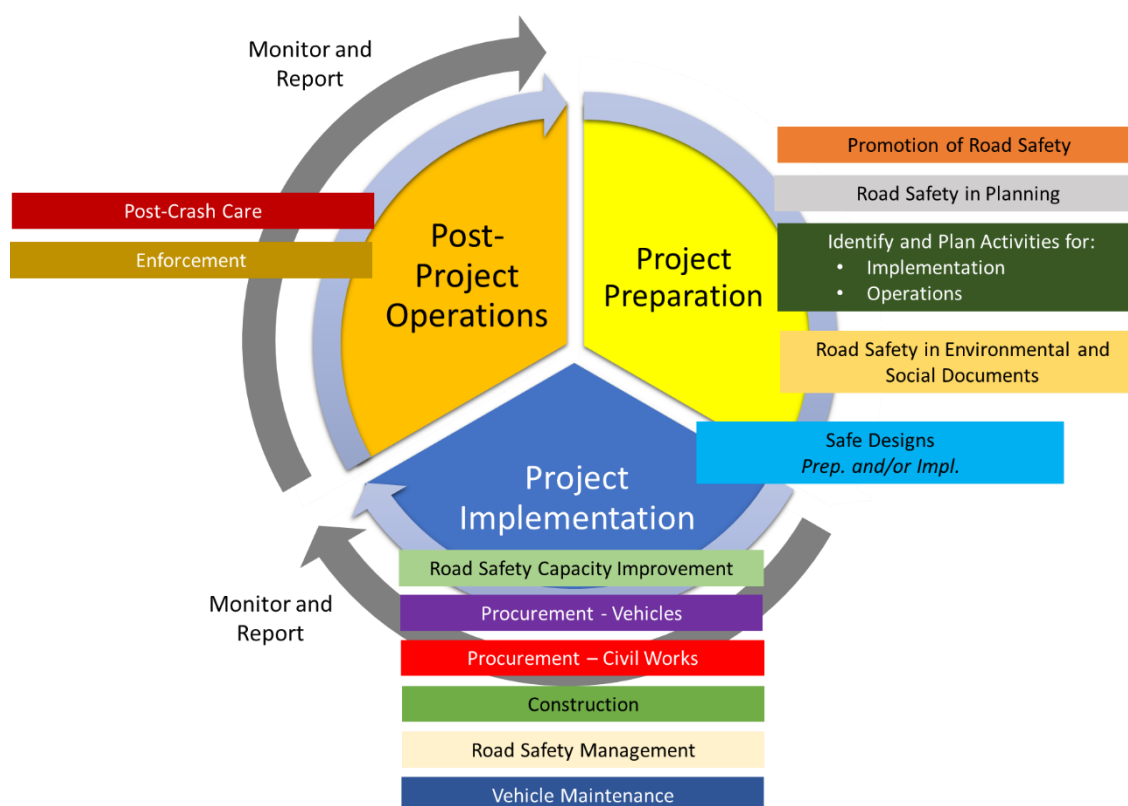 Monitor and
Report
Promotion of Road Safety
Road Safety in Planning
Post-Crash Care
Enforcement
Post-
Project
Operations
Project
Preparation
Identify and Plan Activities for:
• Implementation
• Operations
Road Safety in Environmental and
Social Documents
Safe Designs
Prep. and/or Impl.
Project
Implementation
Monitor and
Report
Road Safety Capacity Improvement
Procurement - Vehicles
Procurement – Civil Works
Construction
Road Safety Management
Vehicle Maintenance